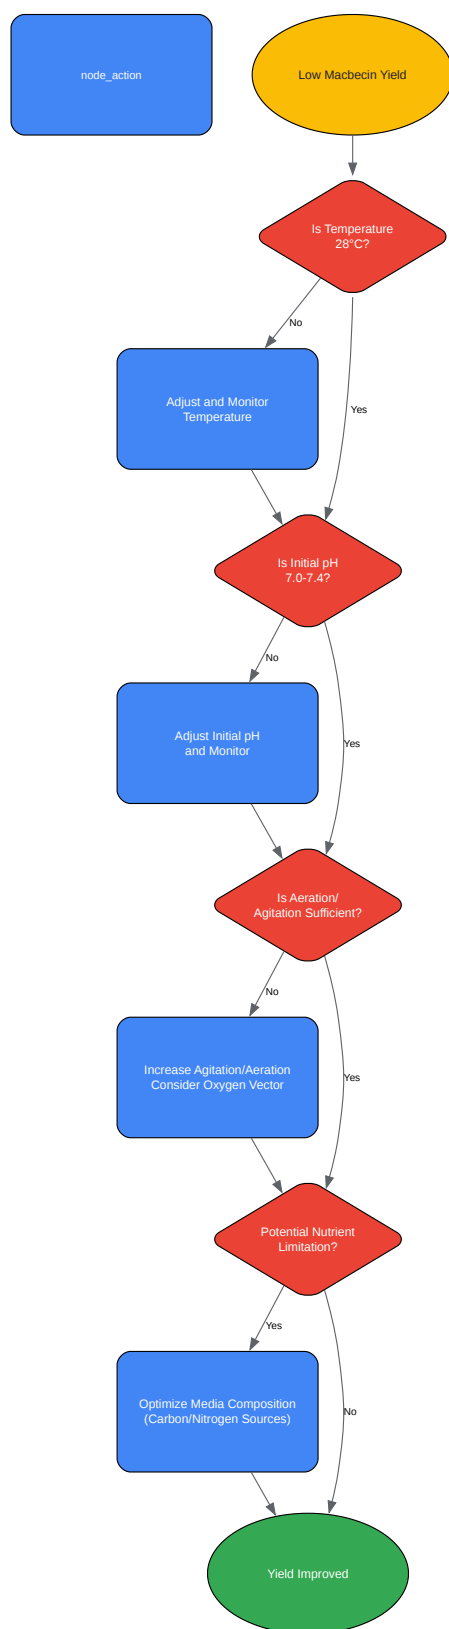 node_action
Low Macbecin Yield
Is Temperature
28°C?
No
Yes
Adjust and Monitor
Temperature
Is Initial pH
7.0-7.4?
No
Yes
Adjust Initial pH
and Monitor
Is Aeration/
Agitation Sufficient?
No
Yes
Increase Agitation/Aeration
Consider Oxygen Vector
Potential Nutrient
Limitation?
Yes
No
Optimize Media Composition
(Carbon/Nitrogen Sources)
Yield Improved